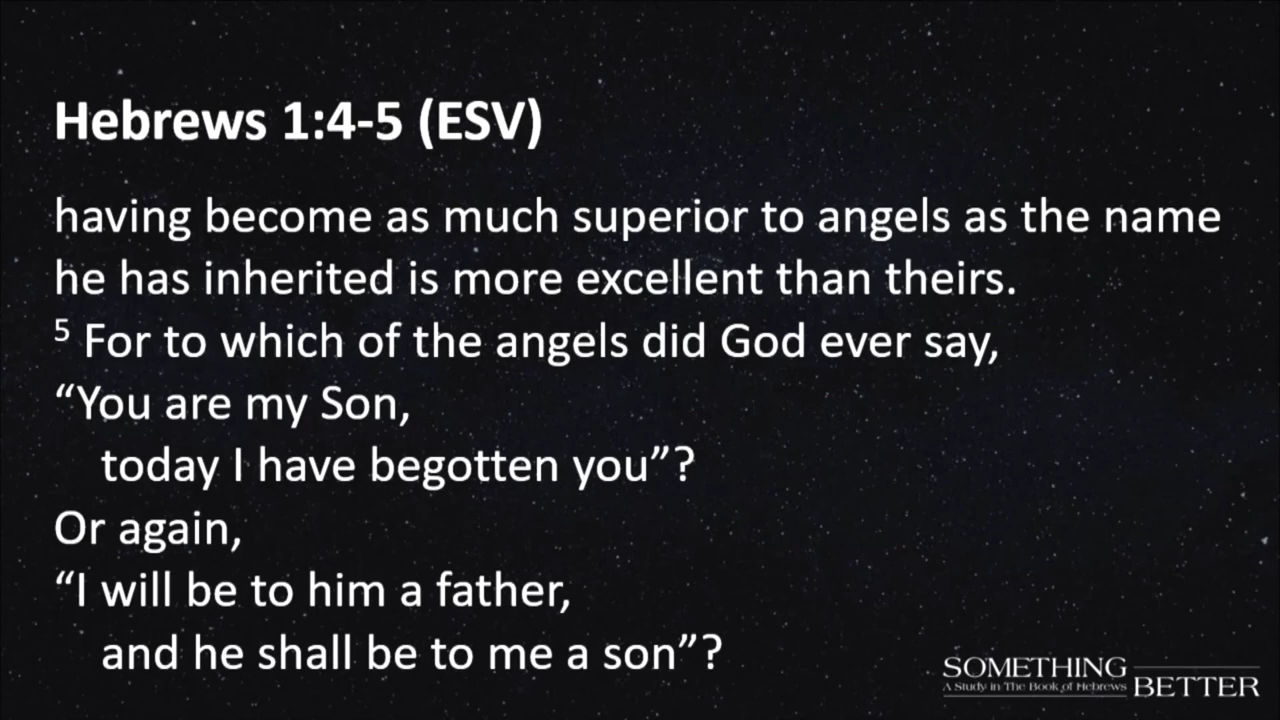 Hebrews 1:4-5 (ESV)
having become as much superior to angels as the name
he has inherited is more excellent than theirs.
⁵ For to which of the angels did God ever say,
“You are my Son,
today I have begotten you”?
Or again,
“I will be to him a father,
and he shall be to me a son”?
SOMETHING
A Study in The Book of Hebrews
BETTER